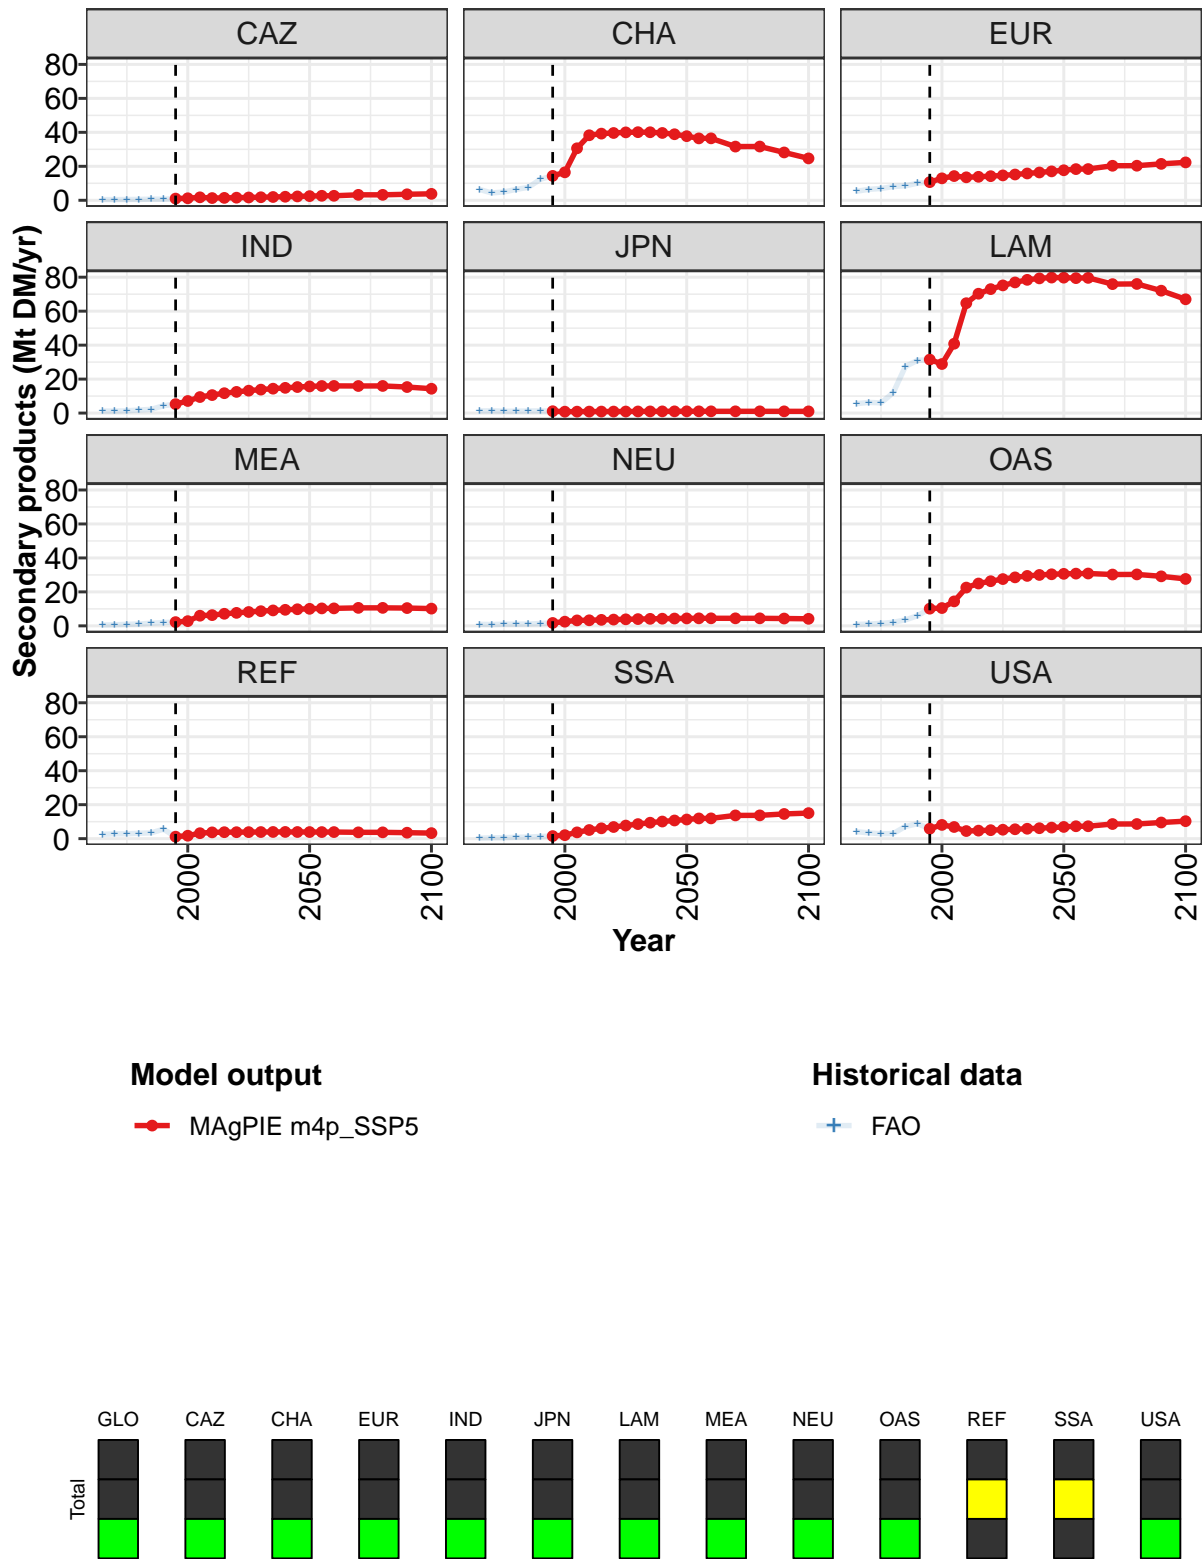 CAZ CHA EUR
80
60
40
20
0
IND JPN LAM
80
60
40
20
0
MEA NEU OAS
80
60
40
20
0
REF SSA USA
80
60
40
20
0
Secondary products (Mt DM/yr)
2000 2050 2100 2000 2050 2100 2000 2050 2100
Year
Model output Historical data
MAgPIE m4p_SSP5 FAO
GLO CAZ CHA EUR IND JPN LAM MEA NEU OAS REF SSA USA
Total